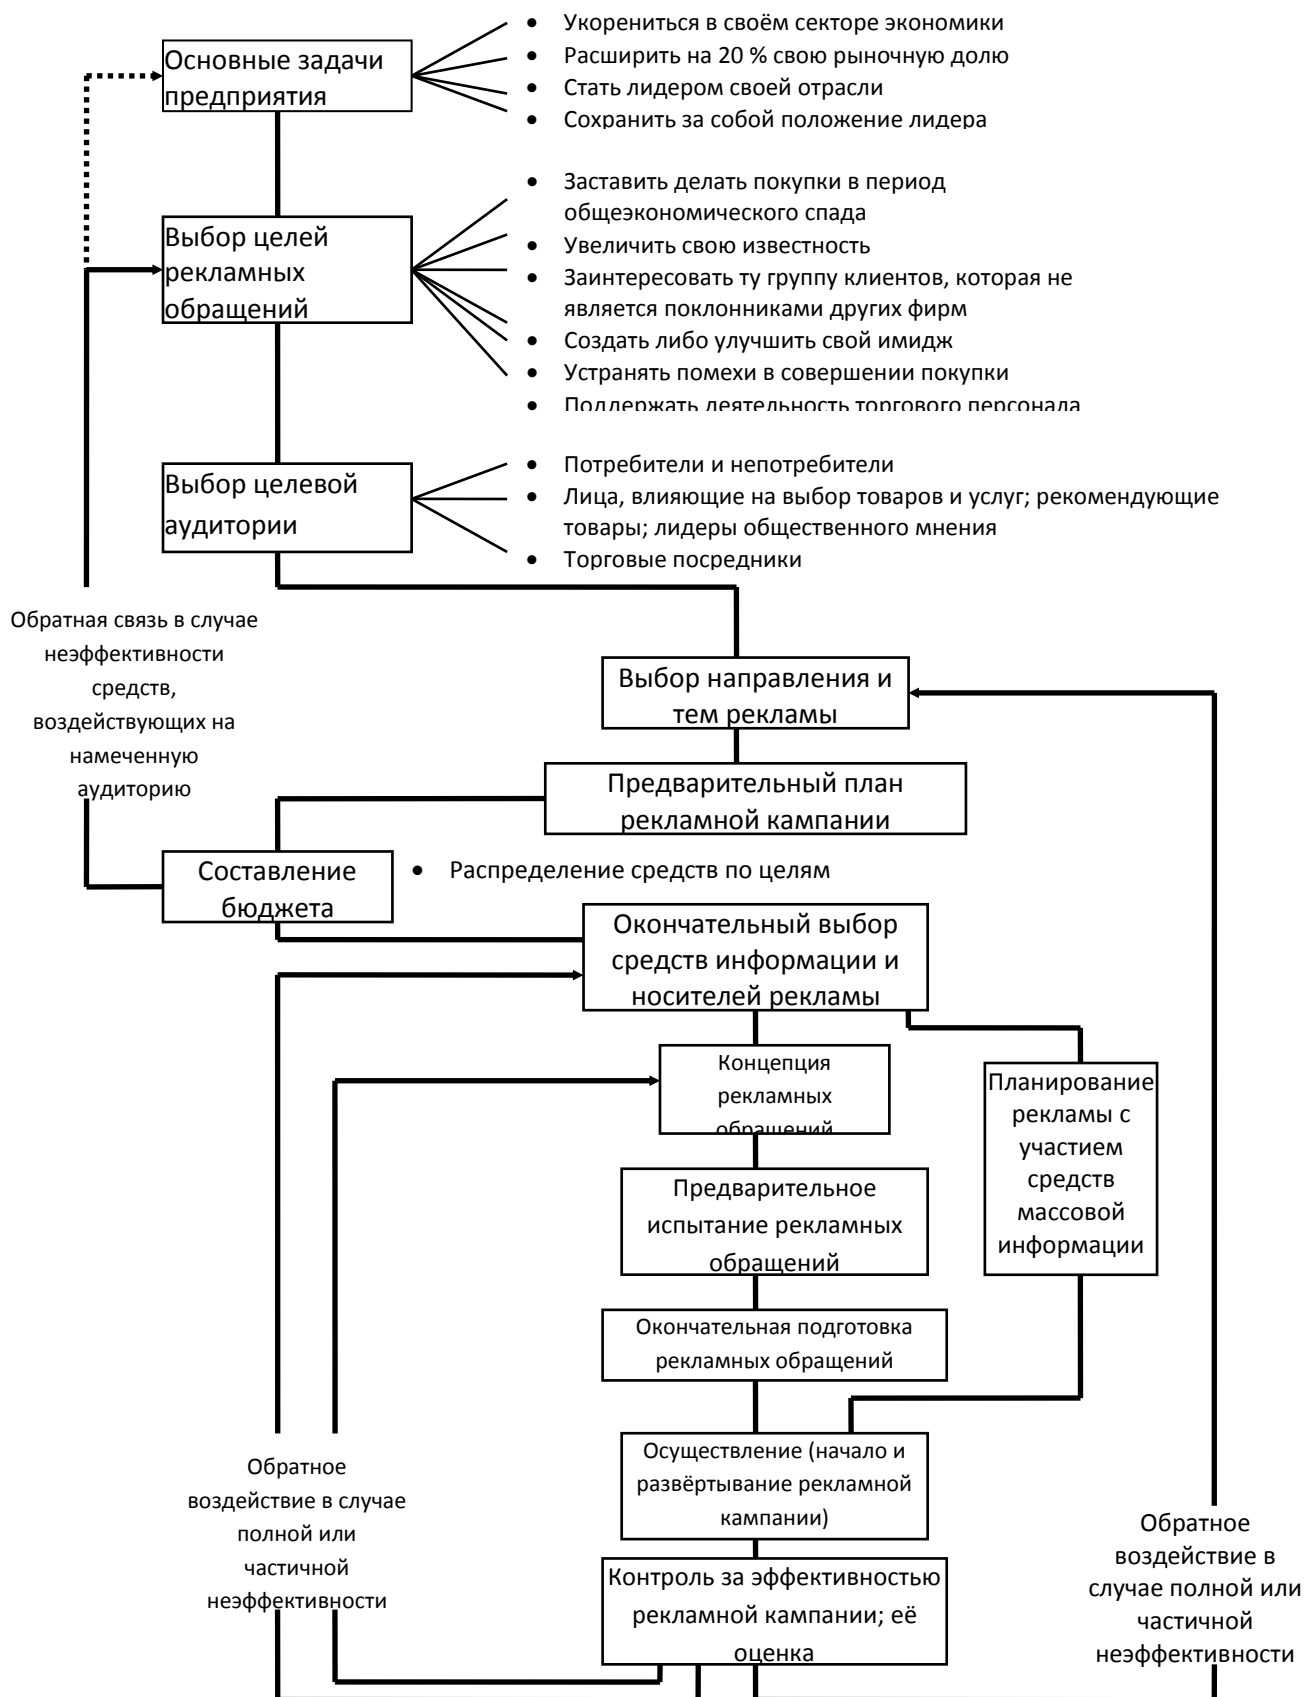 • Укорениться в своём секторе экономики
Основные задачи
предприятия
• Расширить на 20 % свою рыночную долю
• Стать лидером своей отрасли
• Сохранить за собой положение лидера
• Заставить делать покупки в период
общеэкономического спада
Выбор целей
рекламных
обращений
• Увеличить свою известность
• Заинтересовать ту группу клиентов, которая не
является поклонниками других фирм
• Создать либо улучшить свой имидж
• Устранять помехи в совершении покупки
• Поддержать деятельность торгового персонала
Выбор целевой
аудитории
• Потребители и непотребители
• Лица, влияющие на выбор товаров и услуг; рекомендующие
товары; лидеры общественного мнения
• Торговые посредники
Обратная связь в случае
неэффективности
средств,
воздействующих на
намеченную
аудиторию
Выбор направления и
тем рекламы
Предварительный план
рекламной кампании
Составление
бюджета
• Распределение средств по целям
Окончательный выбор
средств информации и
носителей рекламы
Концепция
рекламных
обращений
Планирование
рекламы с
участием
средств
массовой
информации
Предварительное
испытание рекламных
обращений
Окончательная подготовка
рекламных обращений
Осуществление (начало и
развёртывание рекламной
кампании)
Обратное
воздействие в случае
полной или
частичной
неэффективности
Контроль за эффективностью
рекламной кампании; её
оценка
Обратное
воздействие в
случае полной или
частичной
неэффективности